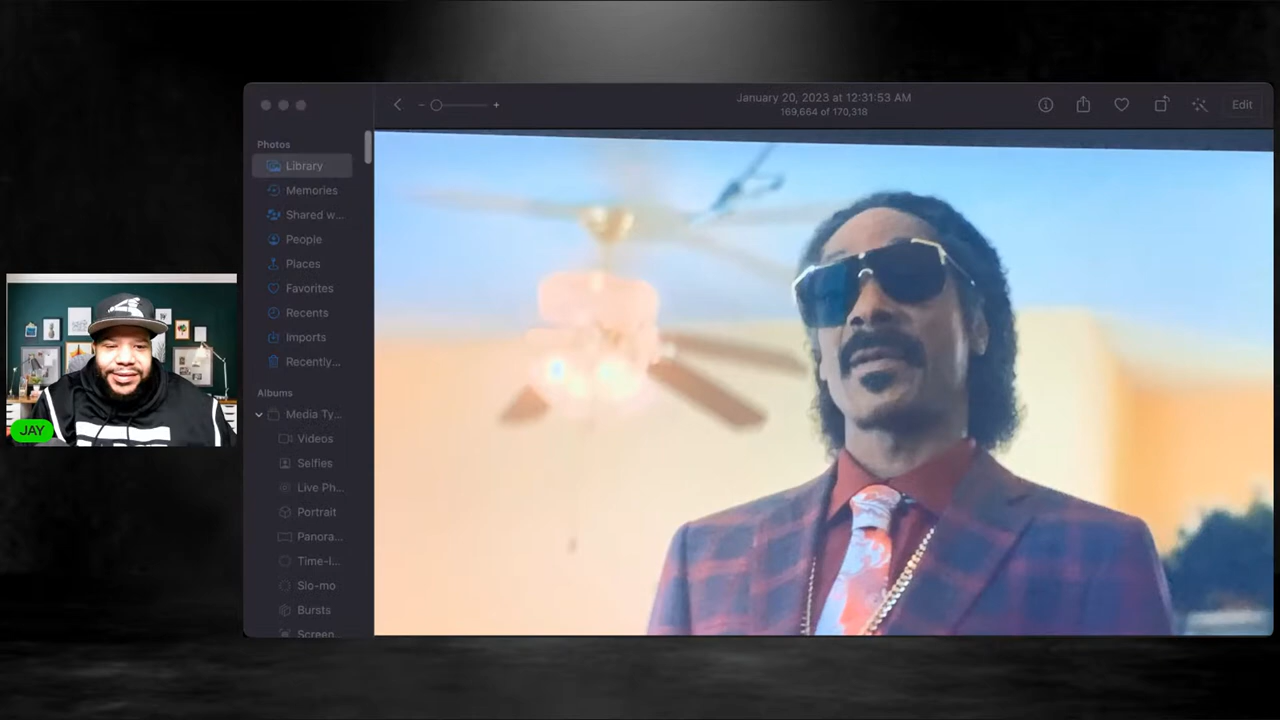 January 20, 2023 at 12:31:53 AM
169,664 of 170,318
Edit
Photos
Library
Memories
Shared w...
People
Places
Favorites
Recents
Imports
Recently...
Albums
Media Ty...
Videos
Selfies
Live Ph...
Portrait
Panora...
Time-l...
Slo-mo
Bursts
Screen...
JAY